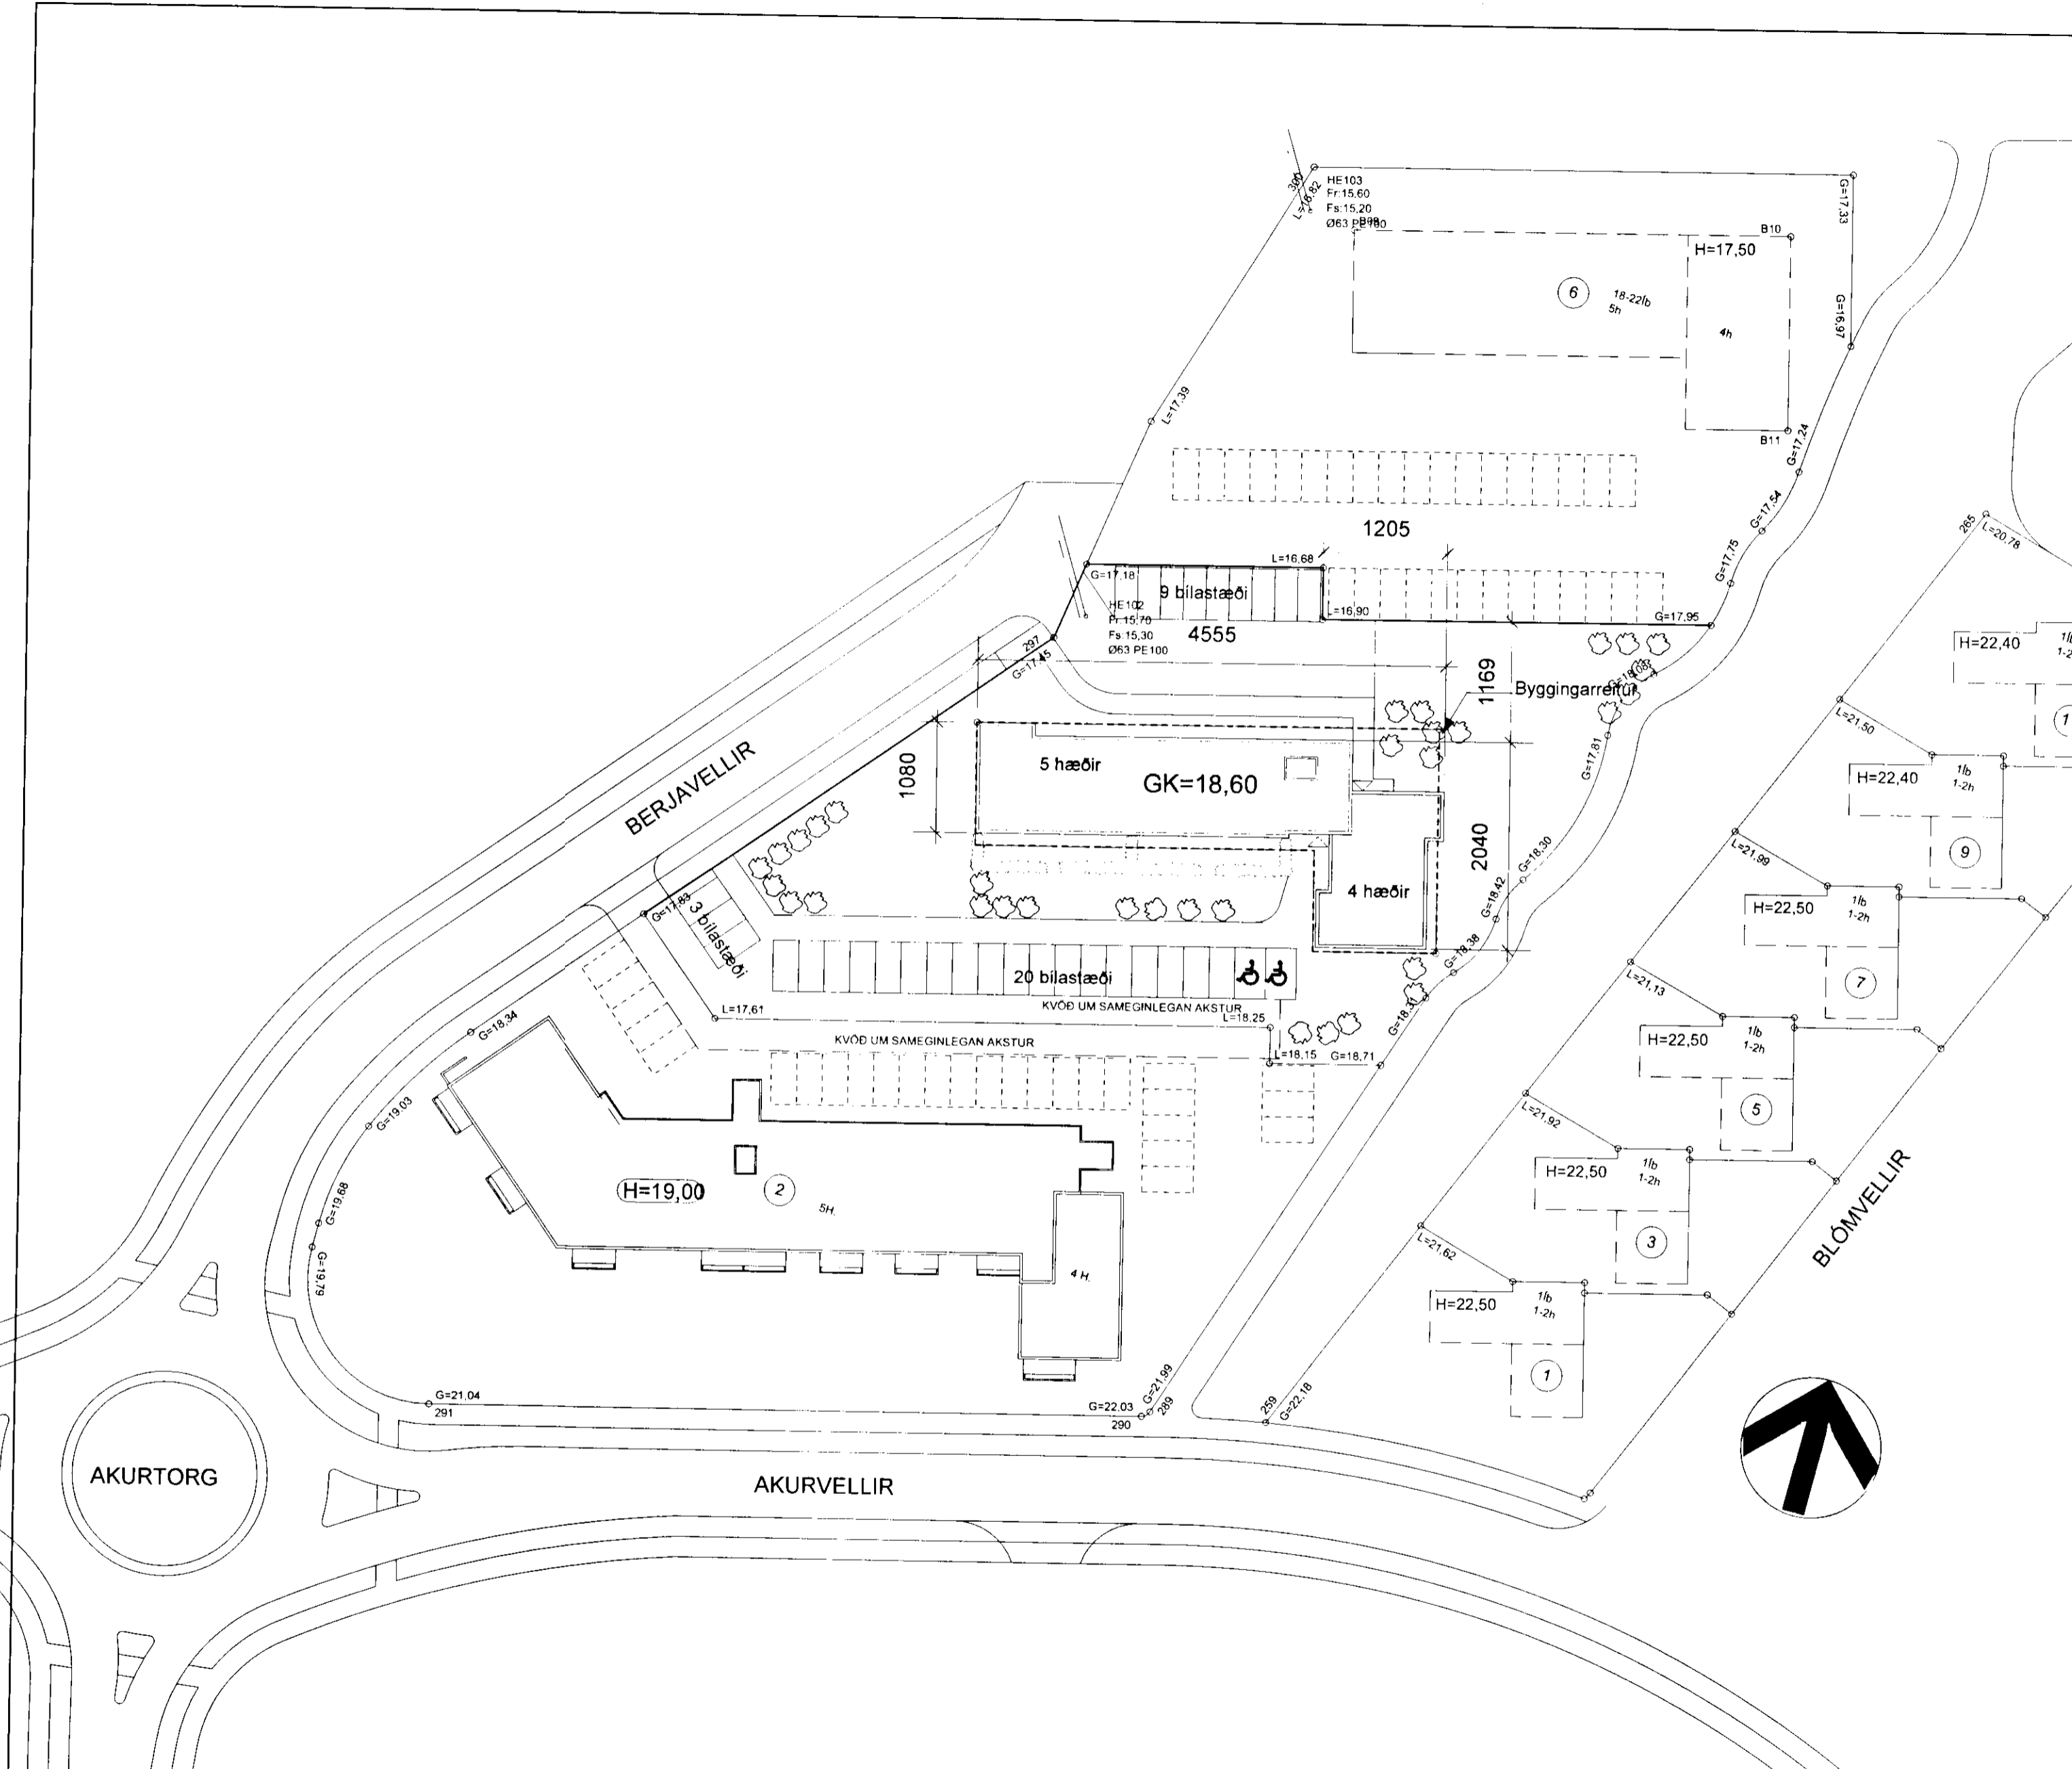 300
L=16,82
HE103
Fr:15,60
Fs:15,20
Ø63 PE100
B10
H=17,50
G=17,33
G=16,97
6
18-22íb
5h
4h
B11
G=17,24
L=17,39
G=17,54
G=17,75
1205
L=16,68
G=17,18
9 bílastæði
L=16,90
G=17,95
HE102
Fr:15,70
Fs:15,30
Ø63 PE100
4555
297
G=17,45
1169
Byggingarreitur
G=17,81
BERJAVELLIR
1080
5 hæðir
GK=18,60
2040
4 hæðir
G=18,30
G=18,42
G=18,38
G=18,31
G=17,83
3 bílastæði
20 bílastæði
KVÖÐ UM SAMEGINLEGAN AKSTUR
L=17,61
L=18,25
KVÖÐ UM SAMEGINLEGAN AKSTUR
L=18,15
G=18,71
G=18,34
G=19,03
G=19,68
G=19,79
H=19,00
2
5H.
4 H.
G=21,04
291
G=22,03
290
G=21,99
289
259
G=22,18
265
L=20,78
H=22,40
L=21,50
H=22,40
1íb
1-2h
9
L=21,99
H=22,50
1íb
1-2h
7
L=21,13
H=22,50
1íb
1-2h
5
L=21,92
H=22,50
1íb
1-2h
3
L=21,62
H=22,50
1íb
1-2h
1
BLÓMVELLIR
AKURTORG
AKURVELLIR